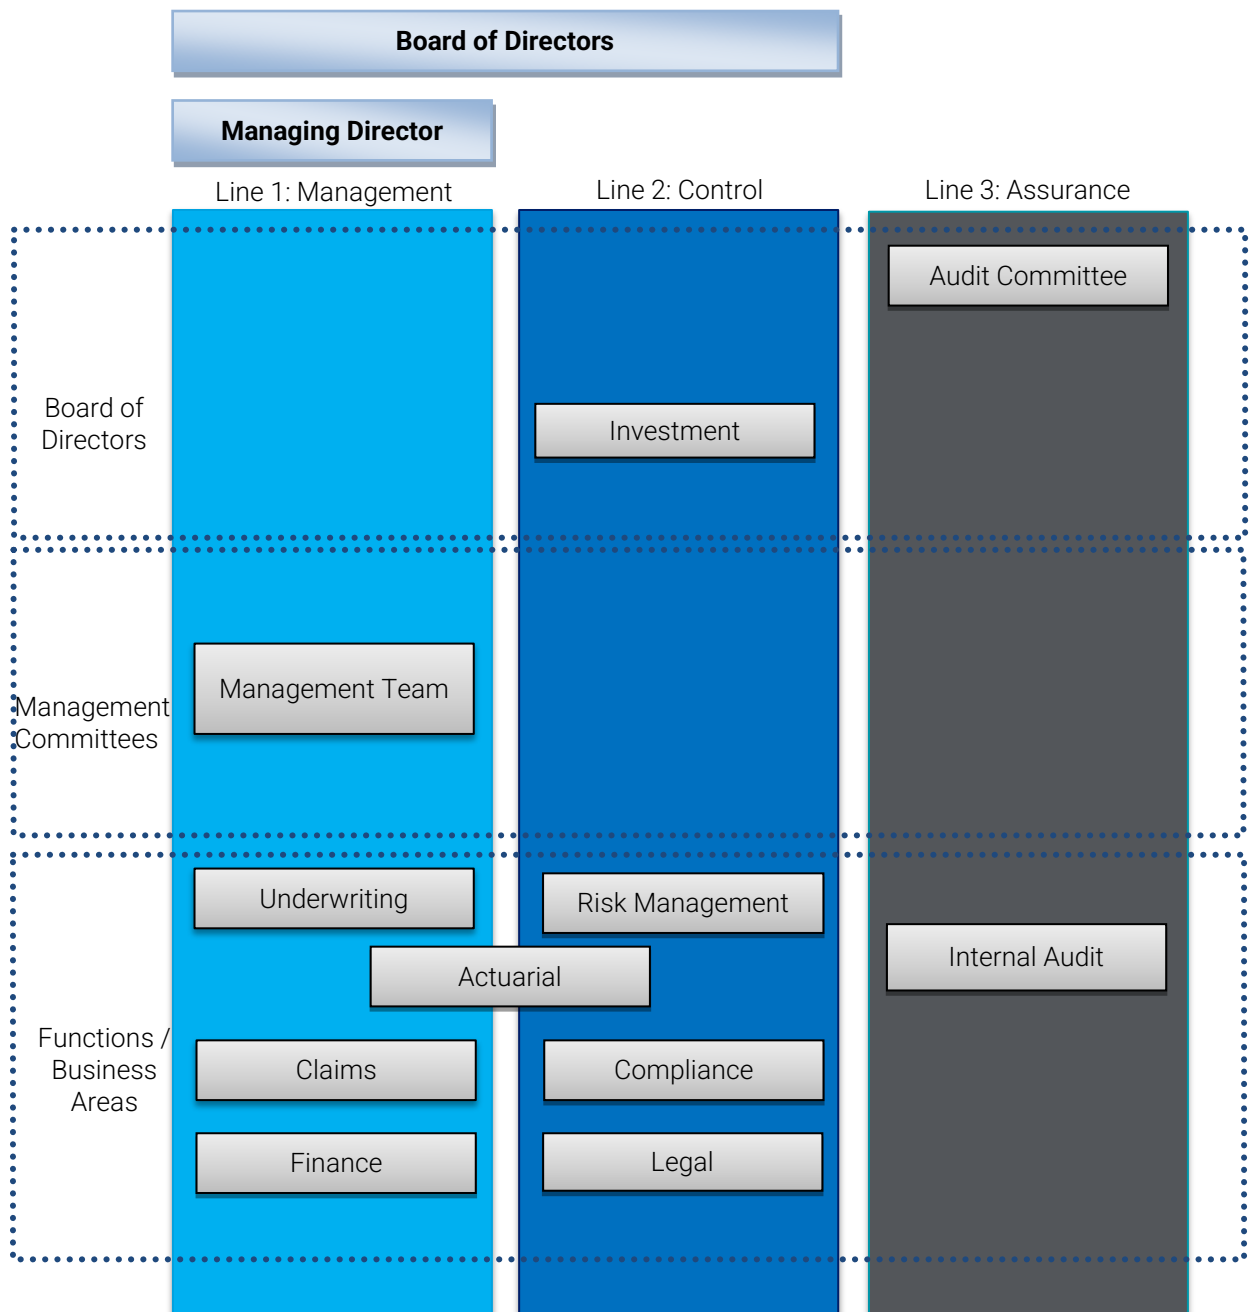 Board of Directors
Managing Director
Line 1: Management
Line 2: Control
Line 3: Assurance
Audit Committee
Board of
Directors
Investment
Management Team
Management
Committees
Underwriting
Risk Management
Actuarial
Internal Audit
Functions /
Business
Areas
Claims
Compliance
Finance
Legal